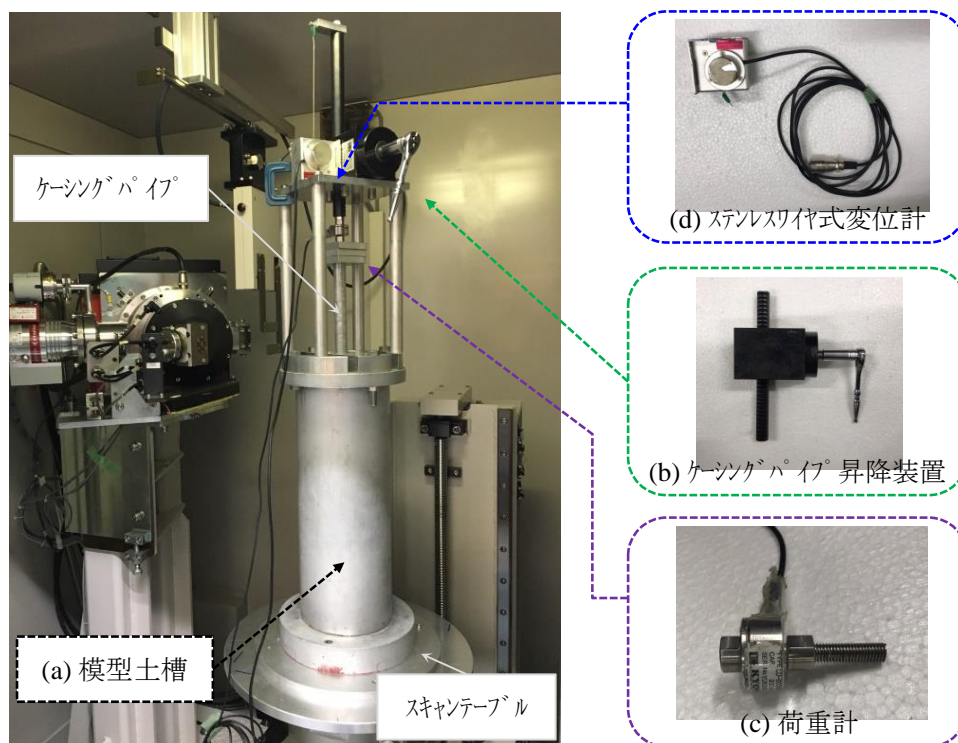 ケーシングパイプ
(a) 模型土槽
スキャンテーブル
(d) ステンレスワイヤ式変位計
(b) ケーシングパイプ昇降装置
(c) 荷重計